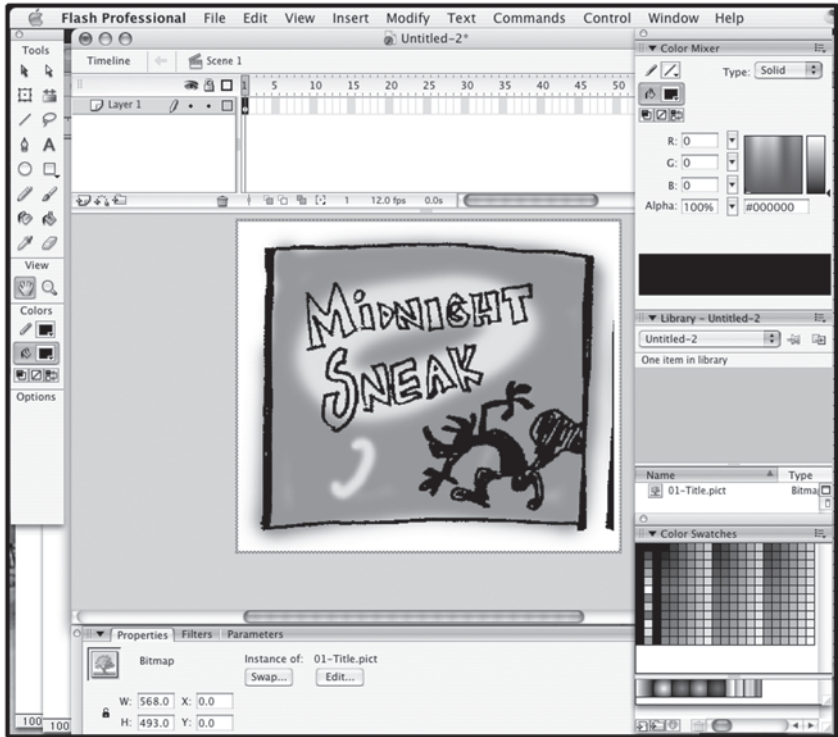 Flash Professional File Edit View Insert Modify Text Commands Control Window Help
Tools
View
Colors
Options
Untitled-2*
Timeline
Scene 1
1 5 10 15 20 25 30 35 40 45 50
Layer 1
1 12.0 fps 0.0s
MIDNIGHT
SNEAK
100
100
Properties Filters Parameters
Bitmap
Instance of: 01-Title.pict
Swap... Edit...
W: 568.0 X: 0.0
H: 493.0 Y: 0.0
Color Mixer
Type: Solid
R: 0
G: 0
B: 0
Alpha: 100% #000000
Library - Untitled-2
Untitled-2
One item in library
Name Type
01-Title.pict Bitma
Color Swatches